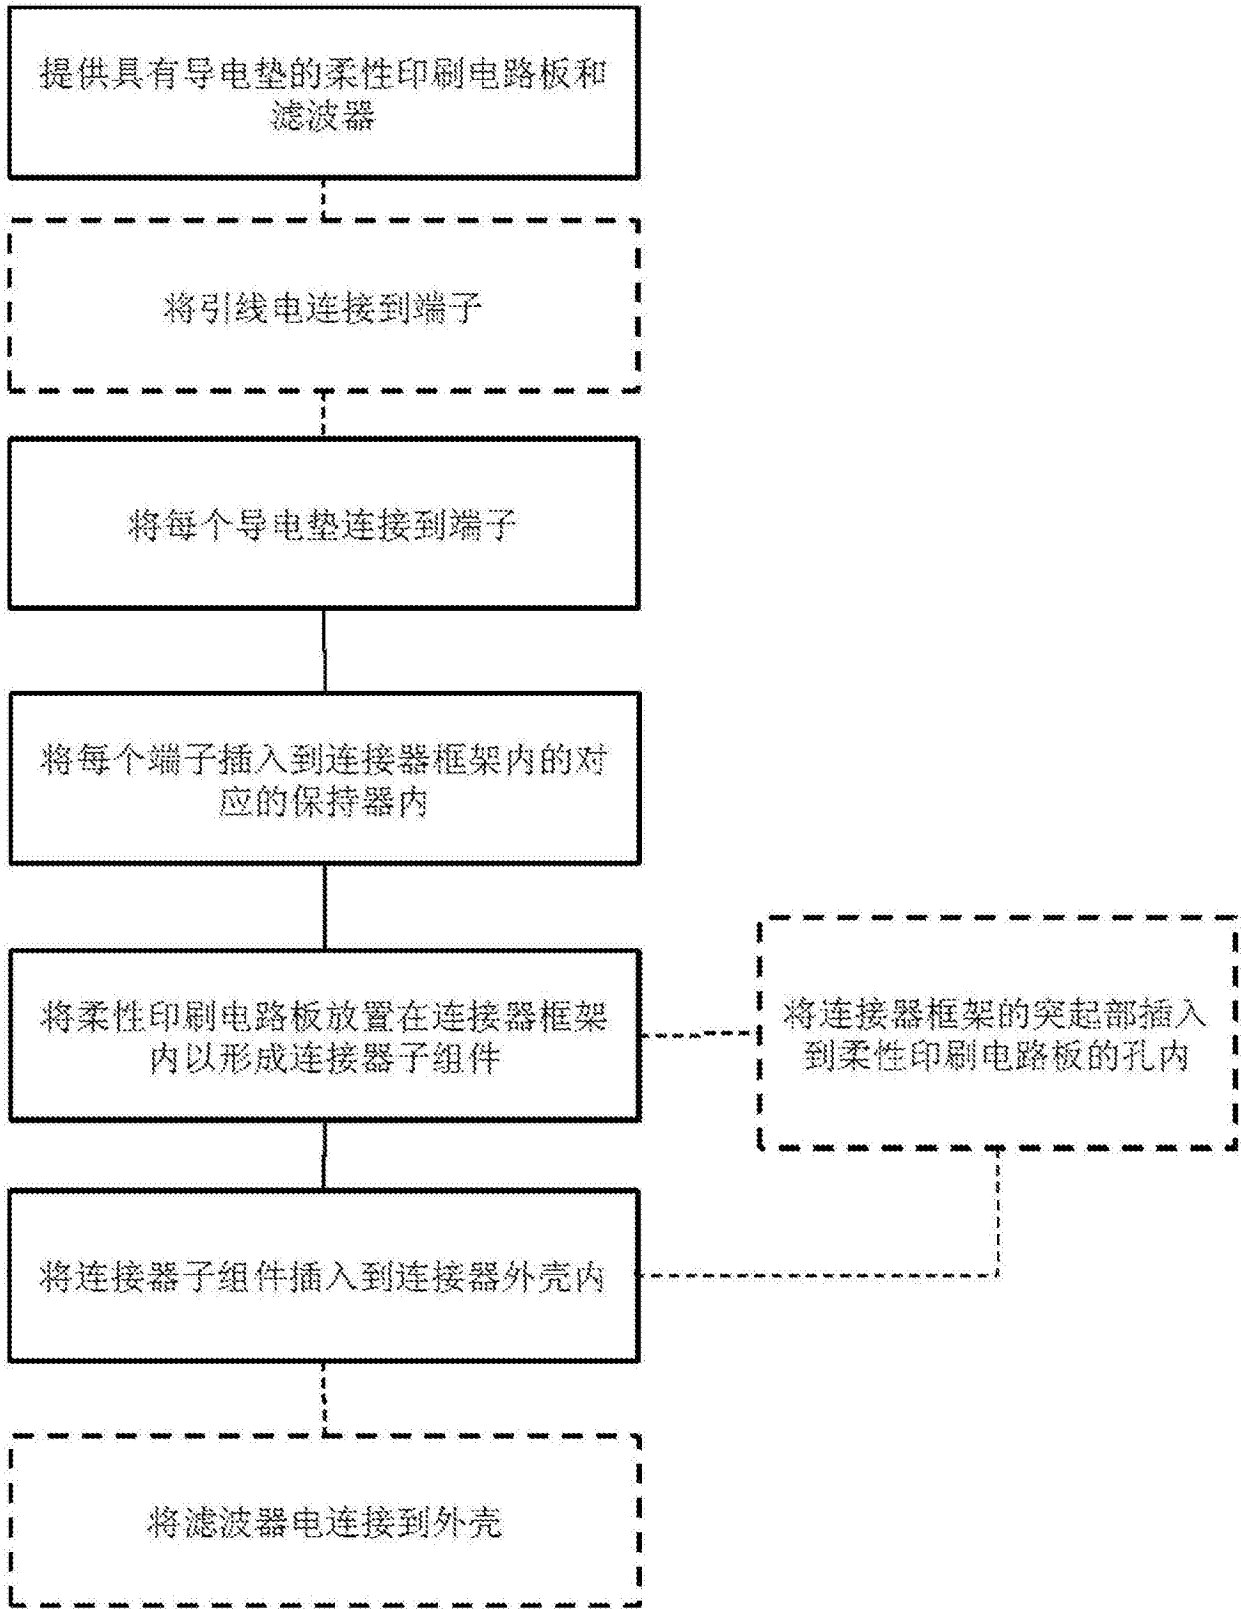 提供具有导电垫的柔性印刷电路板和
滤波器
将引线电连接到端子
将每个导电垫连接到端子
将每个端子插入到连接器框架内的对
应的保持器内
将柔性印刷电路板放置在连接器框架
内以形成连接器子组件
将连接器框架的突起部插入
到柔性印刷电路板的孔内
将连接器子组件插入到连接器外壳内
将滤波器电连接到外壳